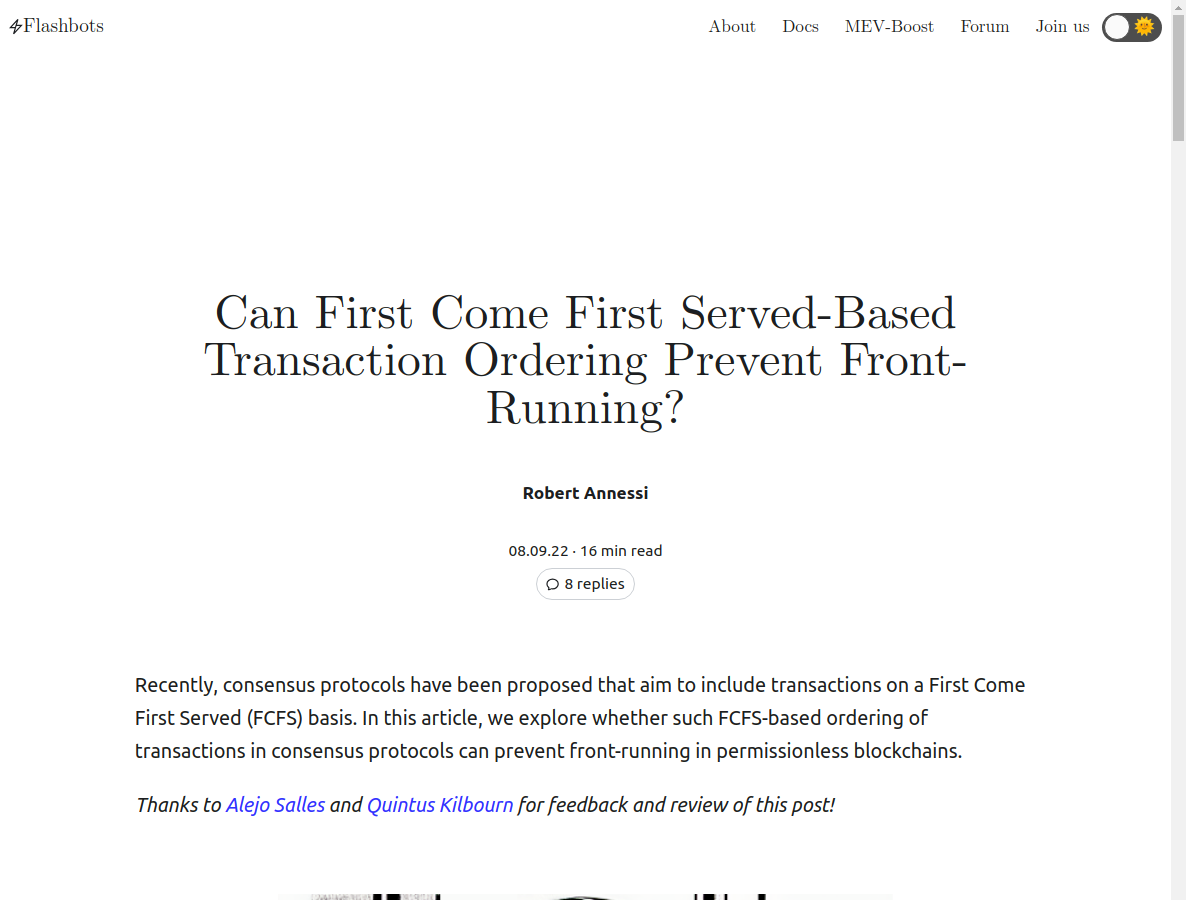 Flashbots
About Docs MEV-Boost Forum Join us
Can First Come First Served-Based
Transaction Ordering Prevent Front-
Running?
Robert Annessi
08.09.22 · 16 min read
8 replies
Recently, consensus protocols have been proposed that aim to include transactions on a First Come
First Served (FCFS) basis. In this article, we explore whether such FCFS-based ordering of
transactions in consensus protocols can prevent front-running in permissionless blockchains.
Thanks to Alejo Salles and Quintus Kilbourn for feedback and review of this post!